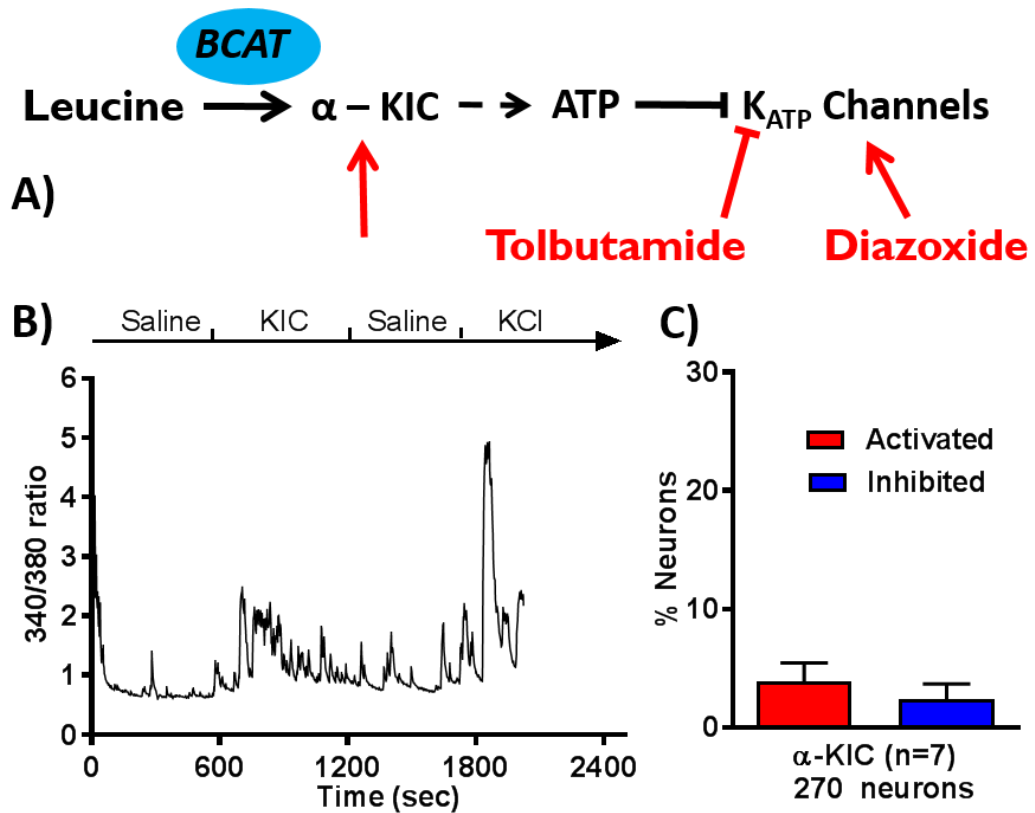 BCAT
Leucine α – KIC ATP K_ATP Channels
A)
Tolbutamide Diazoxide
B)
Saline KIC Saline KCl
6
5
4
3
2
1
0
340/380 ratio
0 600 1200 1800 2400
Time (sec)
C)
30
20
10
0
% Neurons
Activated
Inhibited
α-KIC (n=7)
270 neurons